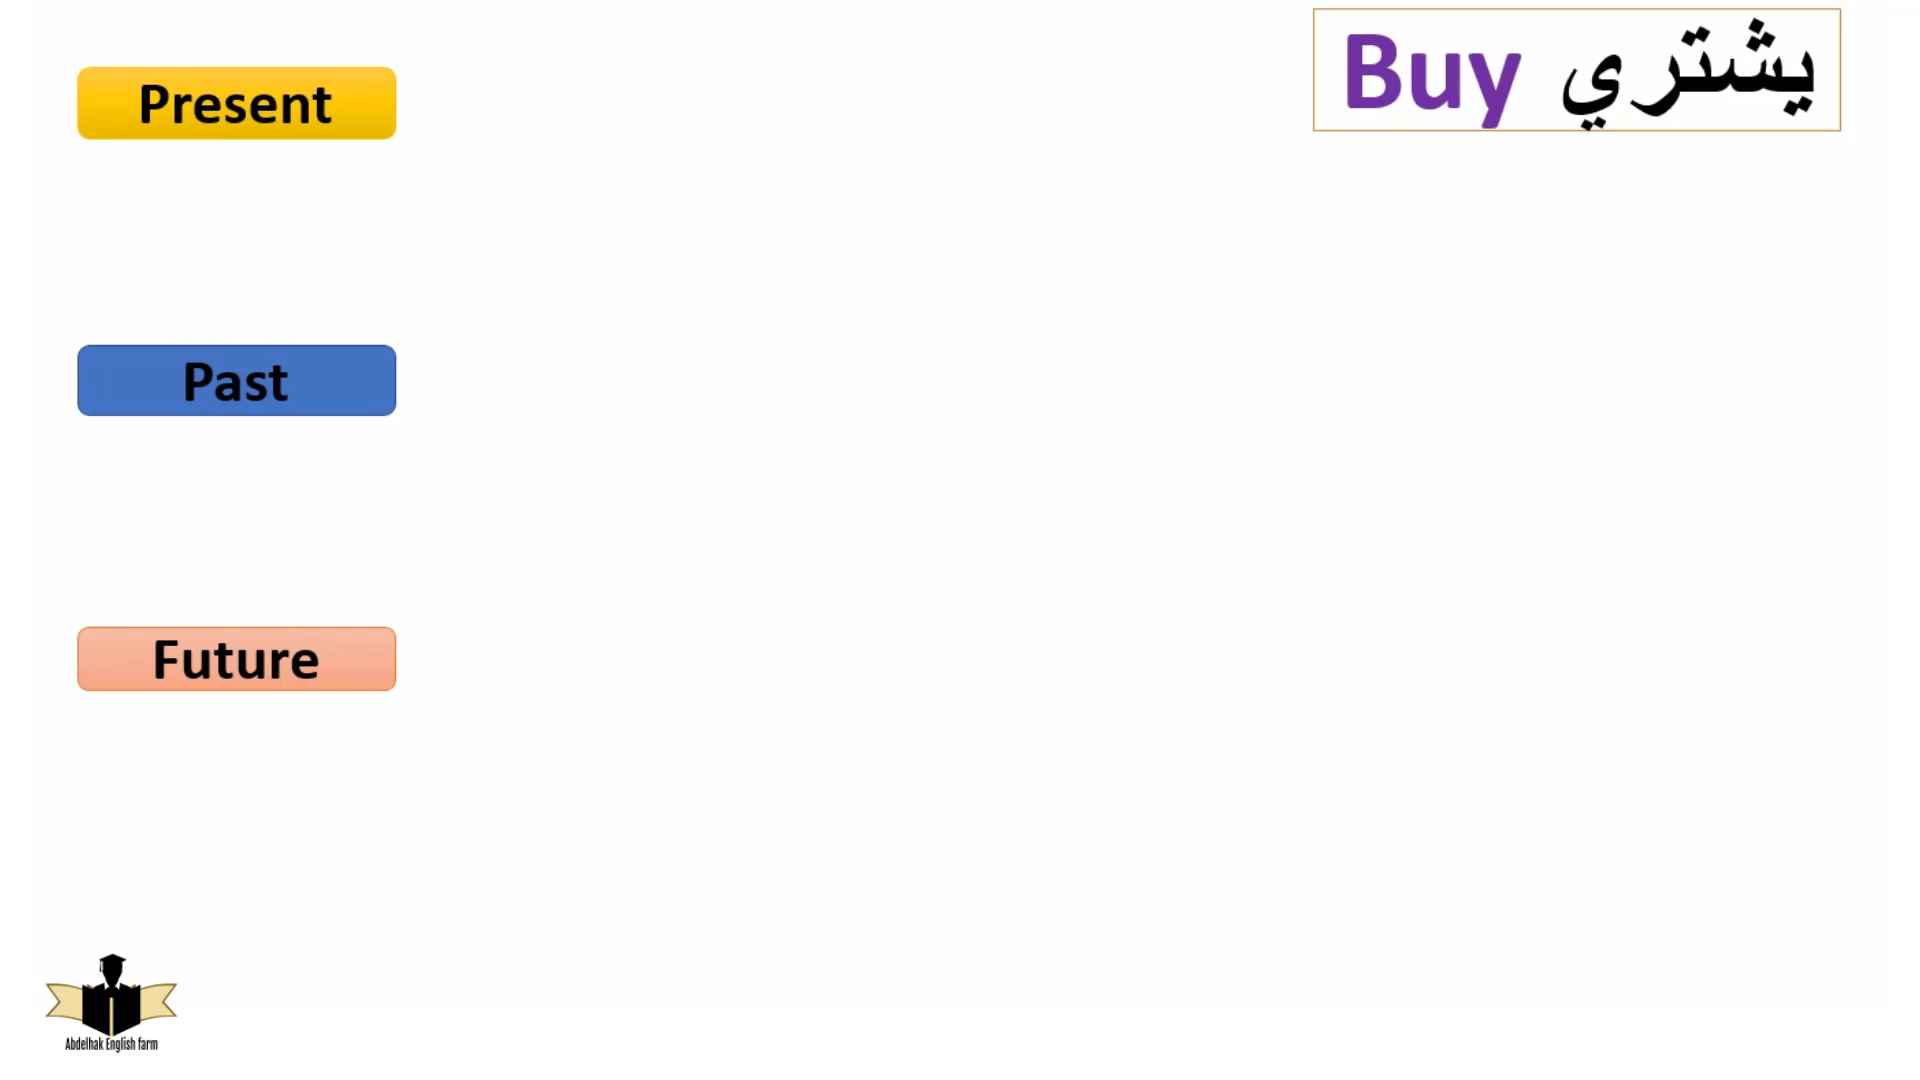 Buy يشتري
Present
Past
Future
Abdelhak English farm